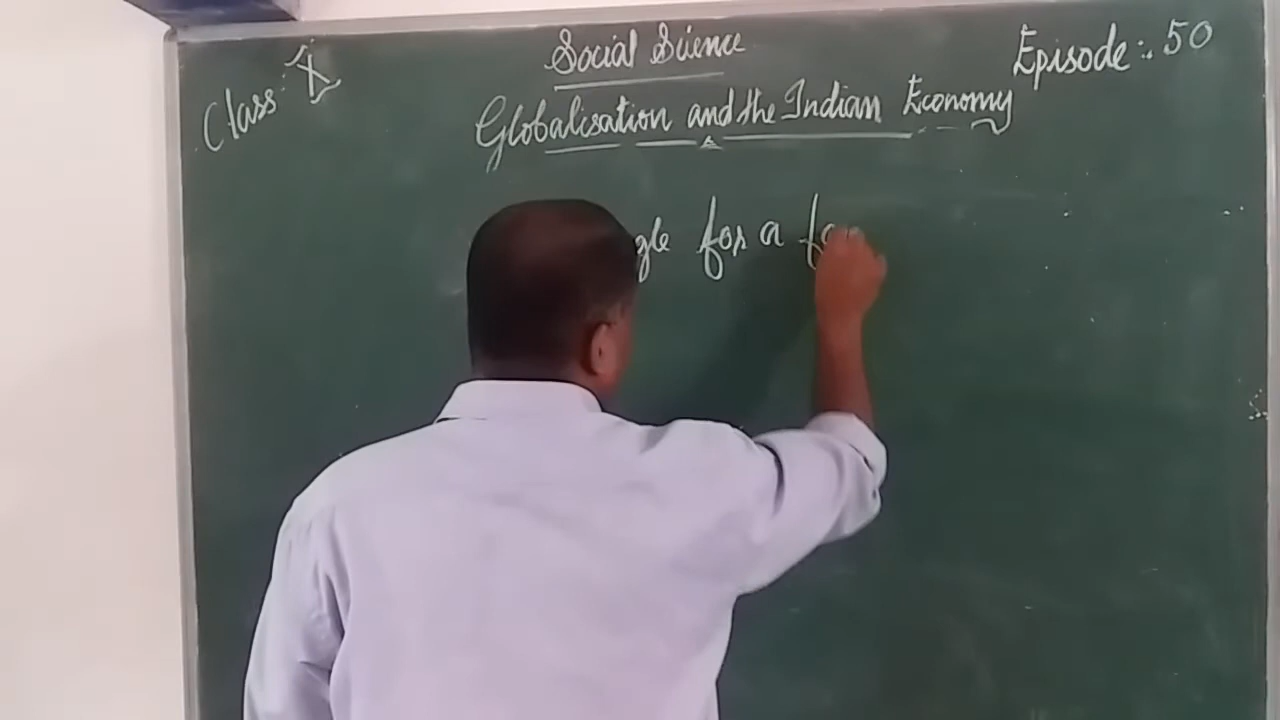 Class: X
Social Science
Episode:. 50
Globalisation and the Indian Economy
for a